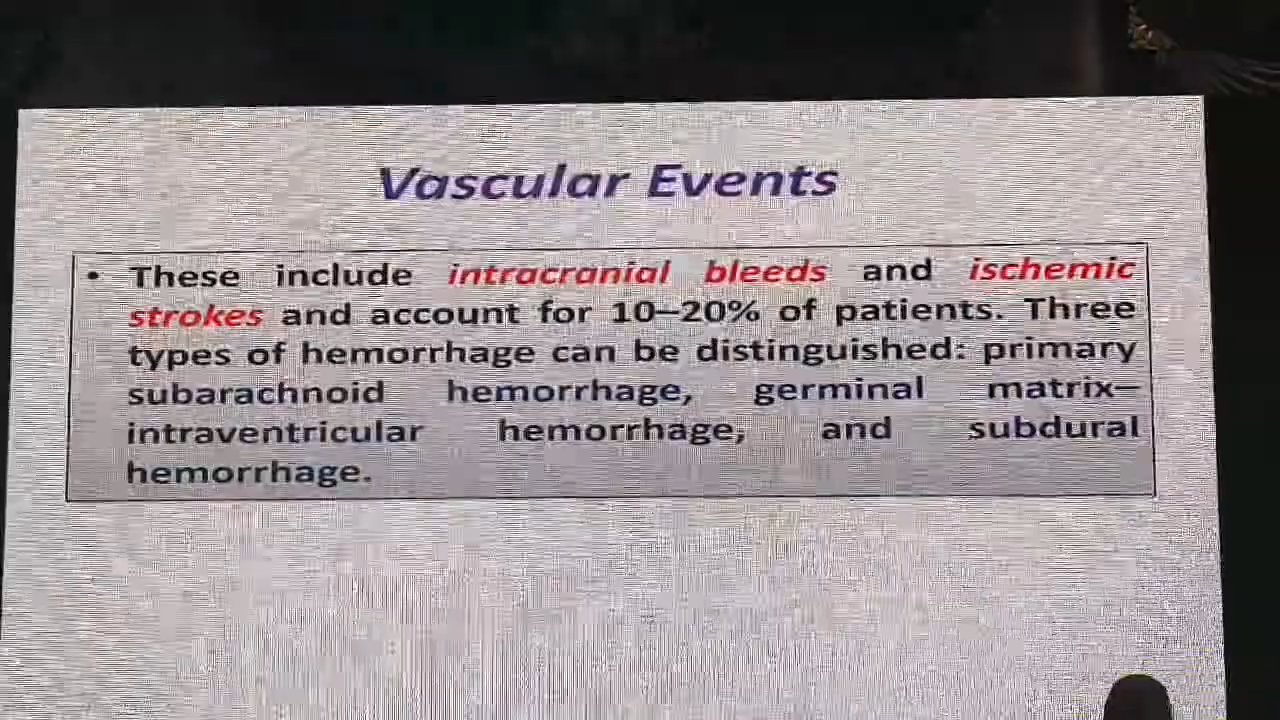 Vascular Events
• These include intracranial bleeds and ischemic
strokes and account for 10–20% of patients. Three
types of hemorrhage can be distinguished: primary
subarachnoid hemorrhage, germinal matrix–
intraventricular hemorrhage, and subdural
hemorrhage.